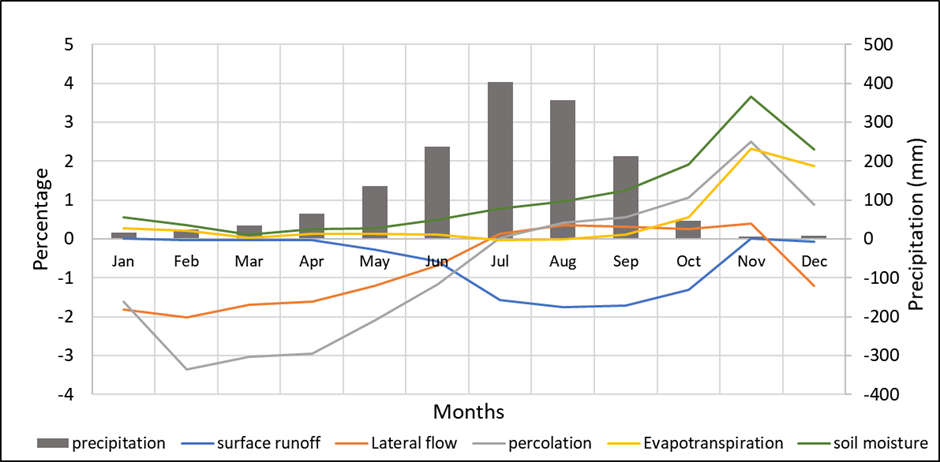 5 500
4 400
3 300
2 200
1 100
0 0
Jan Feb Mar Apr May Jun Jul Aug Sep Oct Nov Dec
-1 -100
-2 -200
-3 -300
-4 -400
Percentage
Precipitation (mm)
Months
precipitation surface runoff Lateral flow percolation Evapotranspiration soil moisture